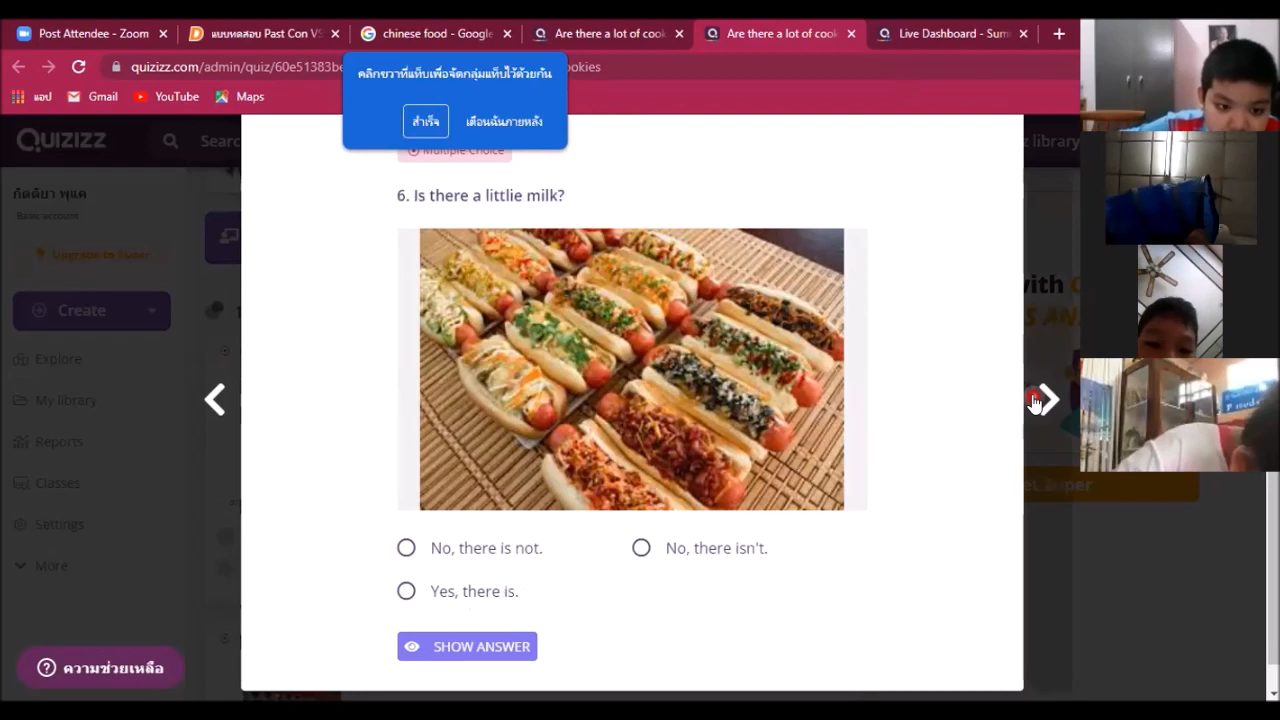 Post Attendee - Zoom
แบบทดสอบ Past Con VS
chinese food - Google
Are there a lot of cook
Are there a lot of cook
Live Dashboard - Sum
quizizz.com/admin/quiz/60e51383be
ookies
คลิกขวาที่แท็บเพื่อจัดกลุ่มแท็บไว้ด้วยกัน
แอป
Gmail
YouTube
Maps
สำเร็จ
เตือนฉันภายหลัง
QUIZIZZ
Sear
library
Multiple Choice
กิตติยา พุแค
Basic account
6. Is there a littlie milk?
Upgrade to Super
Create
Explore
My library
Reports
Classes
Settings
More
No, there is not.
No, there isn't.
Yes, there is.
SHOW ANSWER
ความช่วยเหลือ